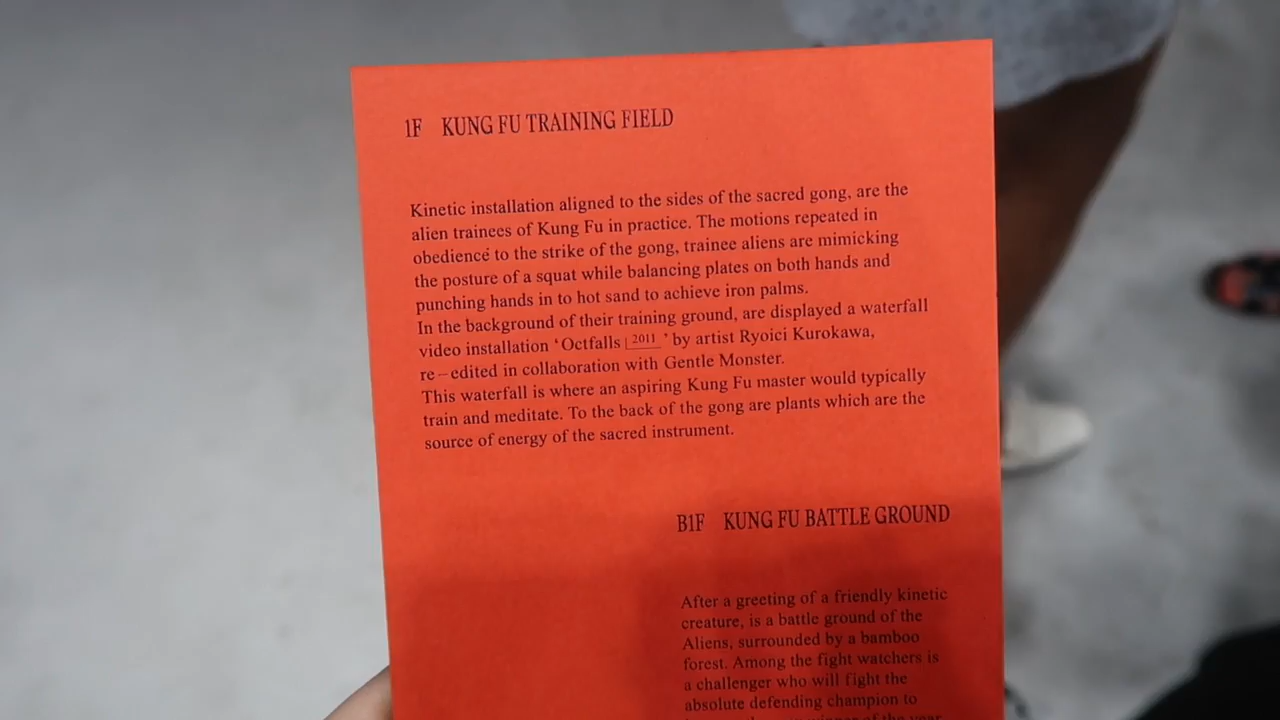 1F KUNG FU TRAINING FIELD
Kinetic installation aligned to the sides of the sacred gong, are the
alien trainees of Kung Fu in practice. The motions repeated in
obedience to the strike of the gong, trainee aliens are mimicking
the posture of a squat while balancing plates on both hands and
punching hands in to hot sand to achieve iron palms.
In the background of their training ground, are displayed a waterfall
video installation ‘Octfalls | 2011 ’ by artist Ryoici Kurokawa,
re–edited in collaboration with Gentle Monster.
This waterfall is where an aspiring Kung Fu master would typically
train and meditate. To the back of the gong are plants which are the
source of energy of the sacred instrument.
B1F KUNG FU BATTLE GROUND
After a greeting of a friendly kinetic
creature, is a battle ground of the
Aliens, surrounded by a bamboo
forest. Among the fight watchers is
a challenger who will fight the
absolute defending champion to
winner of the year